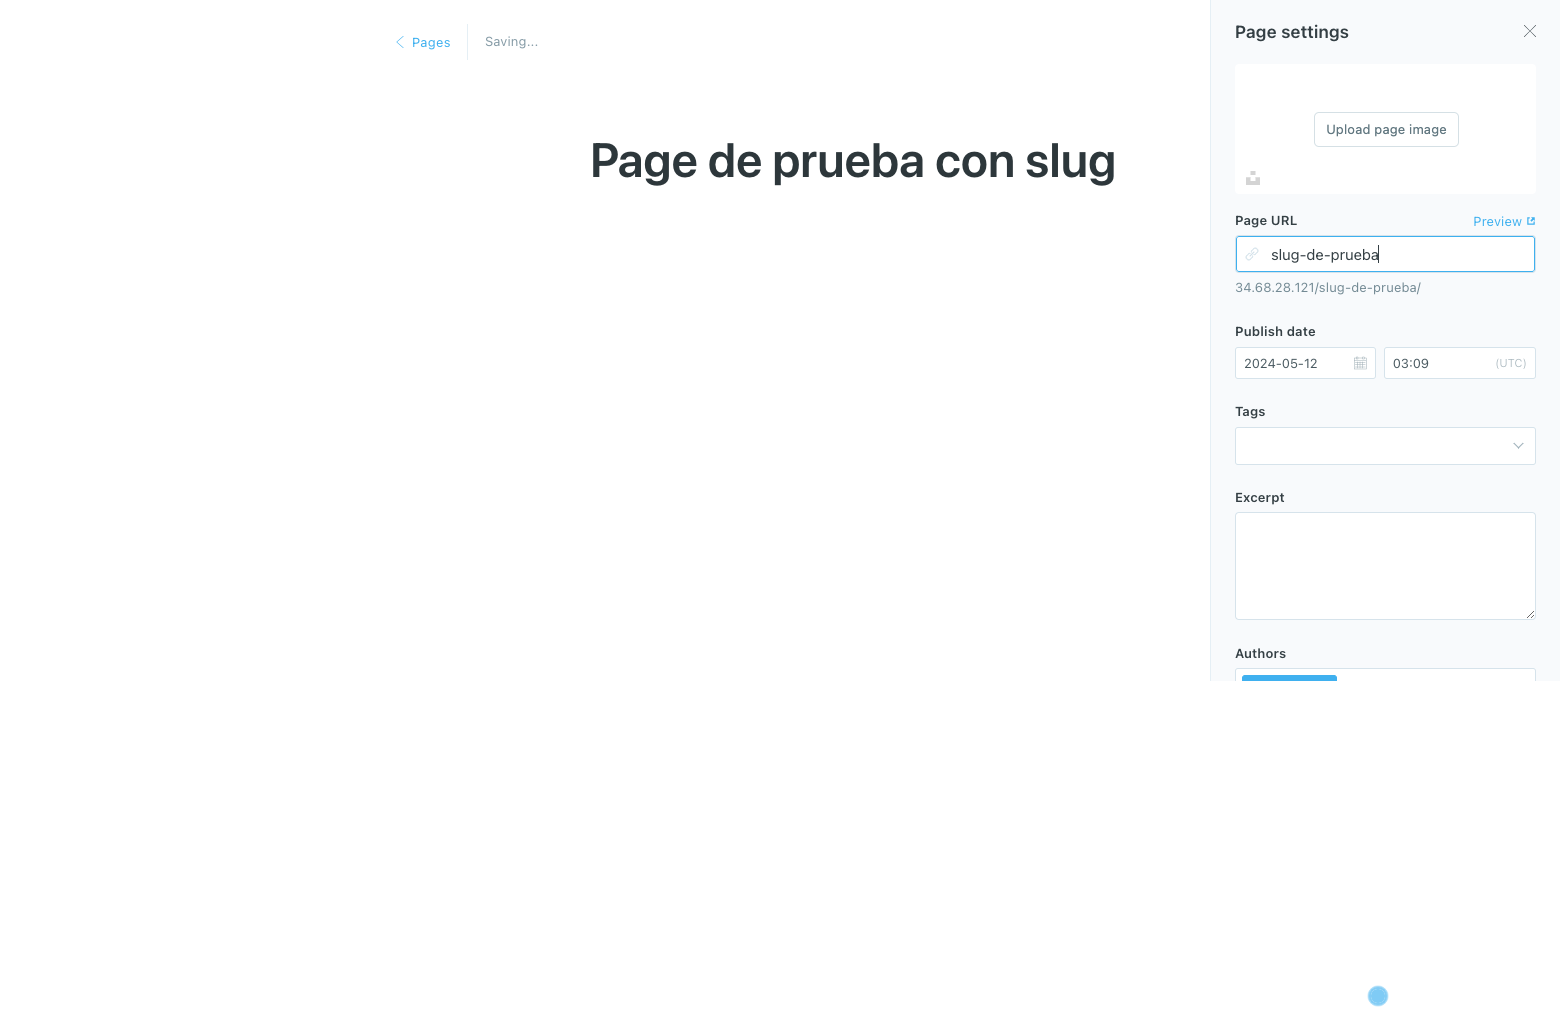 Pages
Saving...
Page de prueba con slug
Page settings
Upload page image
Page URL
Preview
slug-de-prueba
34.68.28.121/slug-de-prueba/
Publish date
2024-05-12
03:09
(UTC)
Tags
Excerpt
Authors